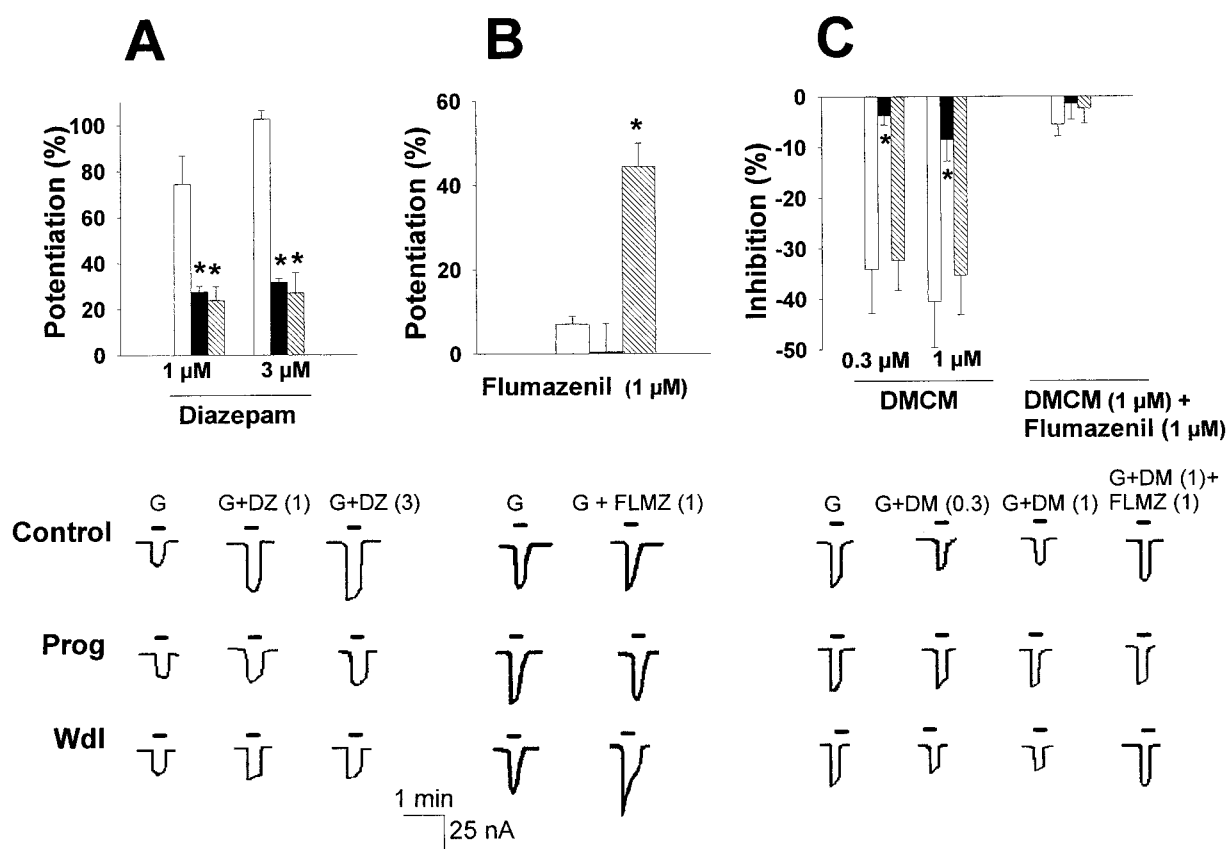 A
B
C
Potentiation (%)
100
80
60
40
20
0
* *
* *
1 µM
3 µM
Diazepam
Potentiation (%)
60
40
20
0
*
Flumazenil (1 µM)
Inhibition (%)
0
-10
-20
-30
-40
-50
*
*
0.3 µM
1 µM
DMCM
DMCM (1 µM) +
Flumazenil (1 µM)
G
G+DZ (1)
G+DZ (3)
G
G + FLMZ (1)
G
G+DM (0.3)
G+DM (1)
G+DM (1)+
FLMZ (1)
Control
Prog
Wdl
1 min
25 nA